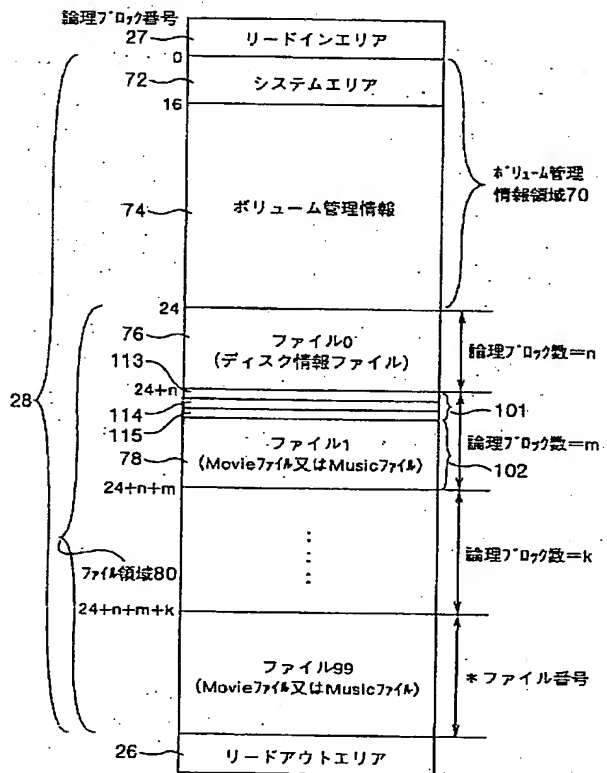 論理ブロック番号
27
リードインエリア
0
72
システムエリア
16
ボリューム管理
情報領域70
74
ボリューム管理情報
24
76
ファイル0
(ディスク情報ファイル)
論理ブロック数=n
113
24+n
28
114
101
115
論理ブロック数=m
78
ファイル1
(Movieファイル又はMusicファイル)
102
24+n+m
論理ブロック数=k
ファイル領域80
24+n+m+k
ファイル99
(Movieファイル又はMusicファイル)
*ファイル番号
26
リードアウトエリア